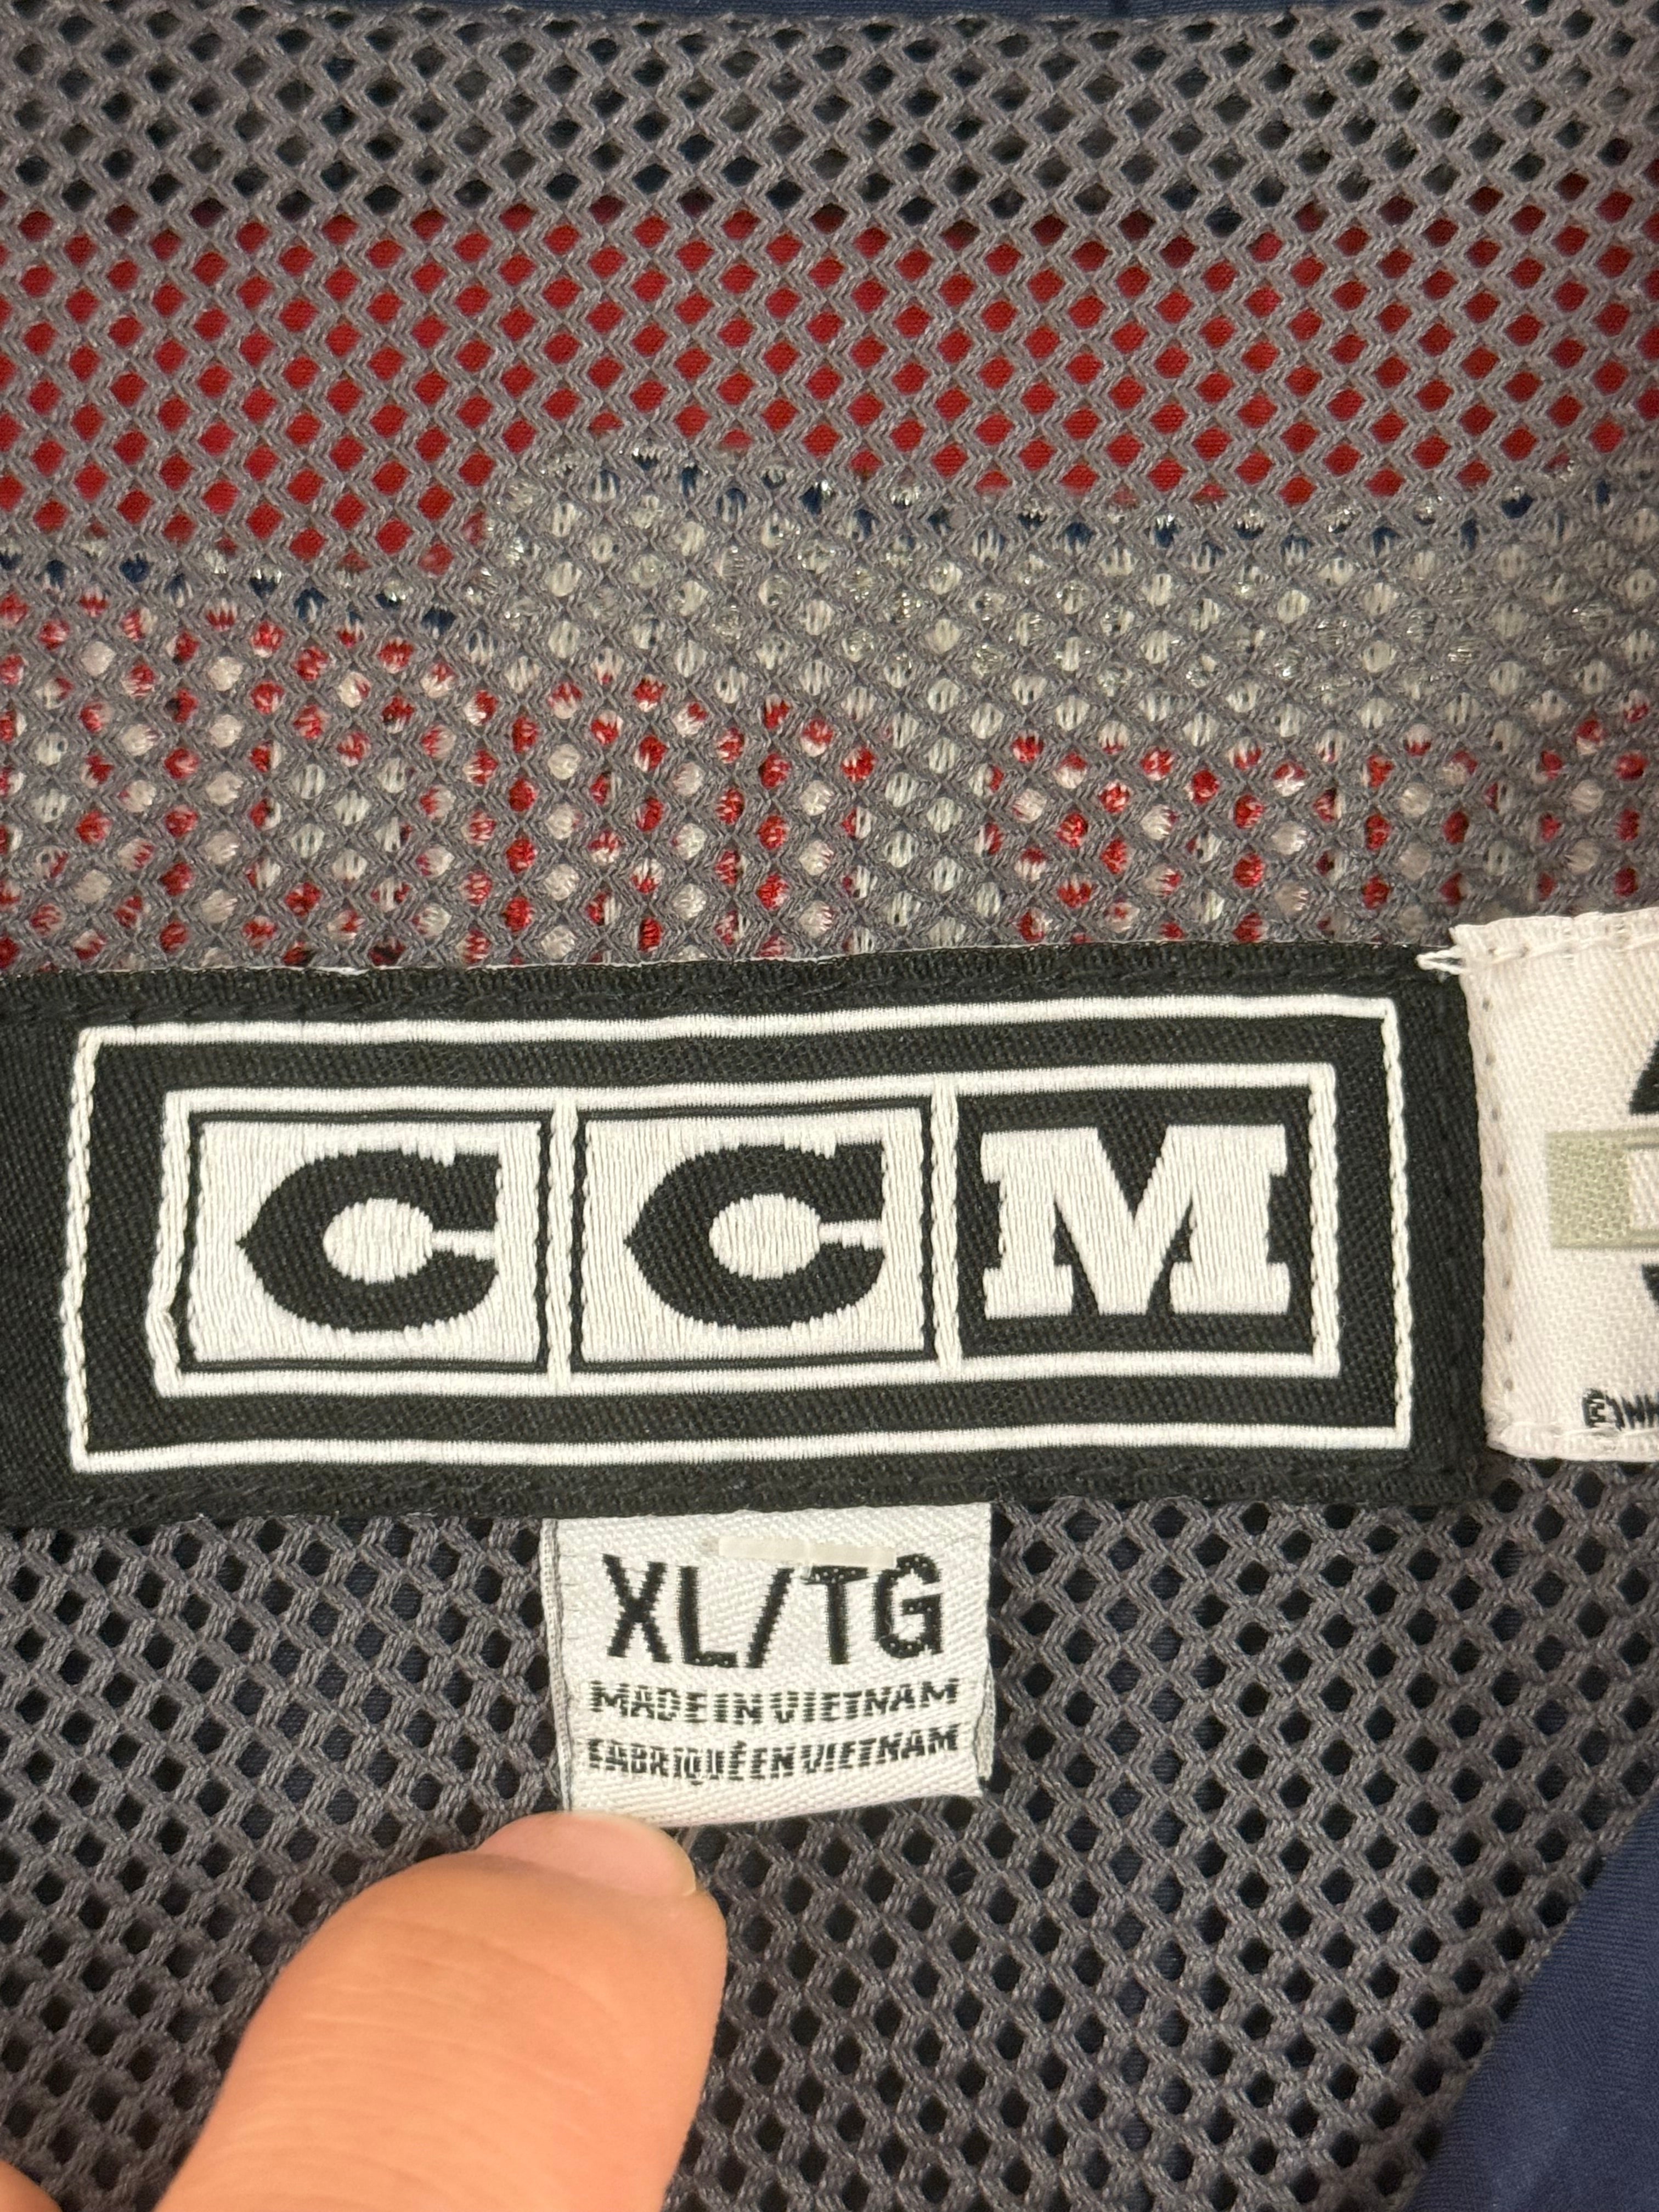 CCM
XL/TG
MADE IN VIETNAM
FABRIQUÉ EN VIETNAM